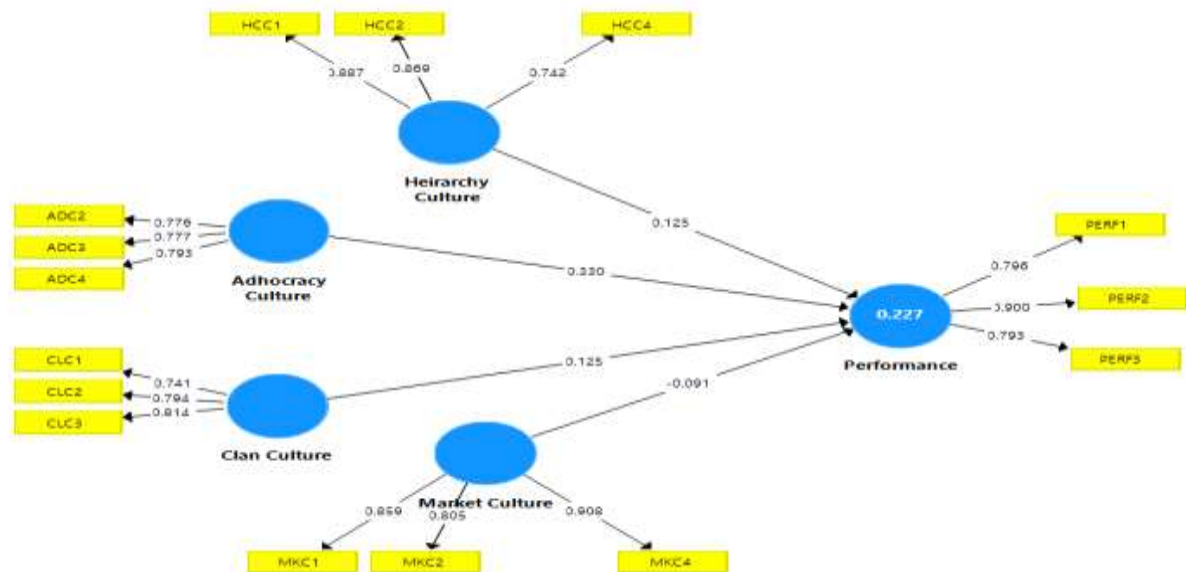 HCC1
HCC2
HCC4
0.887
0.869
0.742
Heirarchy
Culture
ADC2
ADC3
ADC4
0.776
0.777
0.793
Adhocracy
Culture
0.125
PERF1
PERF2
0.796
0.900
0.793
0.227
Performance
CLC1
CLC2
CLC3
0.741
0.794
0.814
Clan Culture
0.125
-0.091
Market Culture
0.859
0.805
0.908
MKC1
MKC2
MKC4